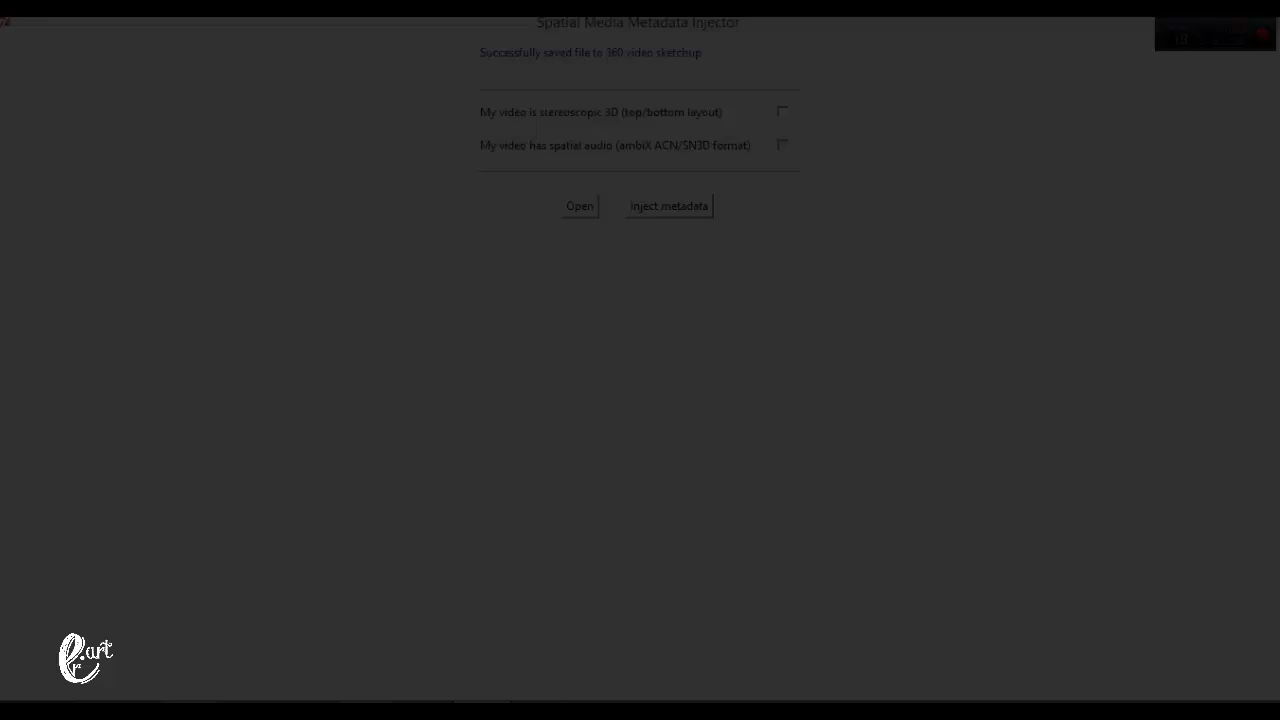 Spatial Media Metadata Injector
Successfully saved file to 360 video sketchup
My video is stereoscopic 3D (top/bottom layout)
My video has spatial audio (ambiX ACN/SN3D format)
Open
Inject metadata
e.art